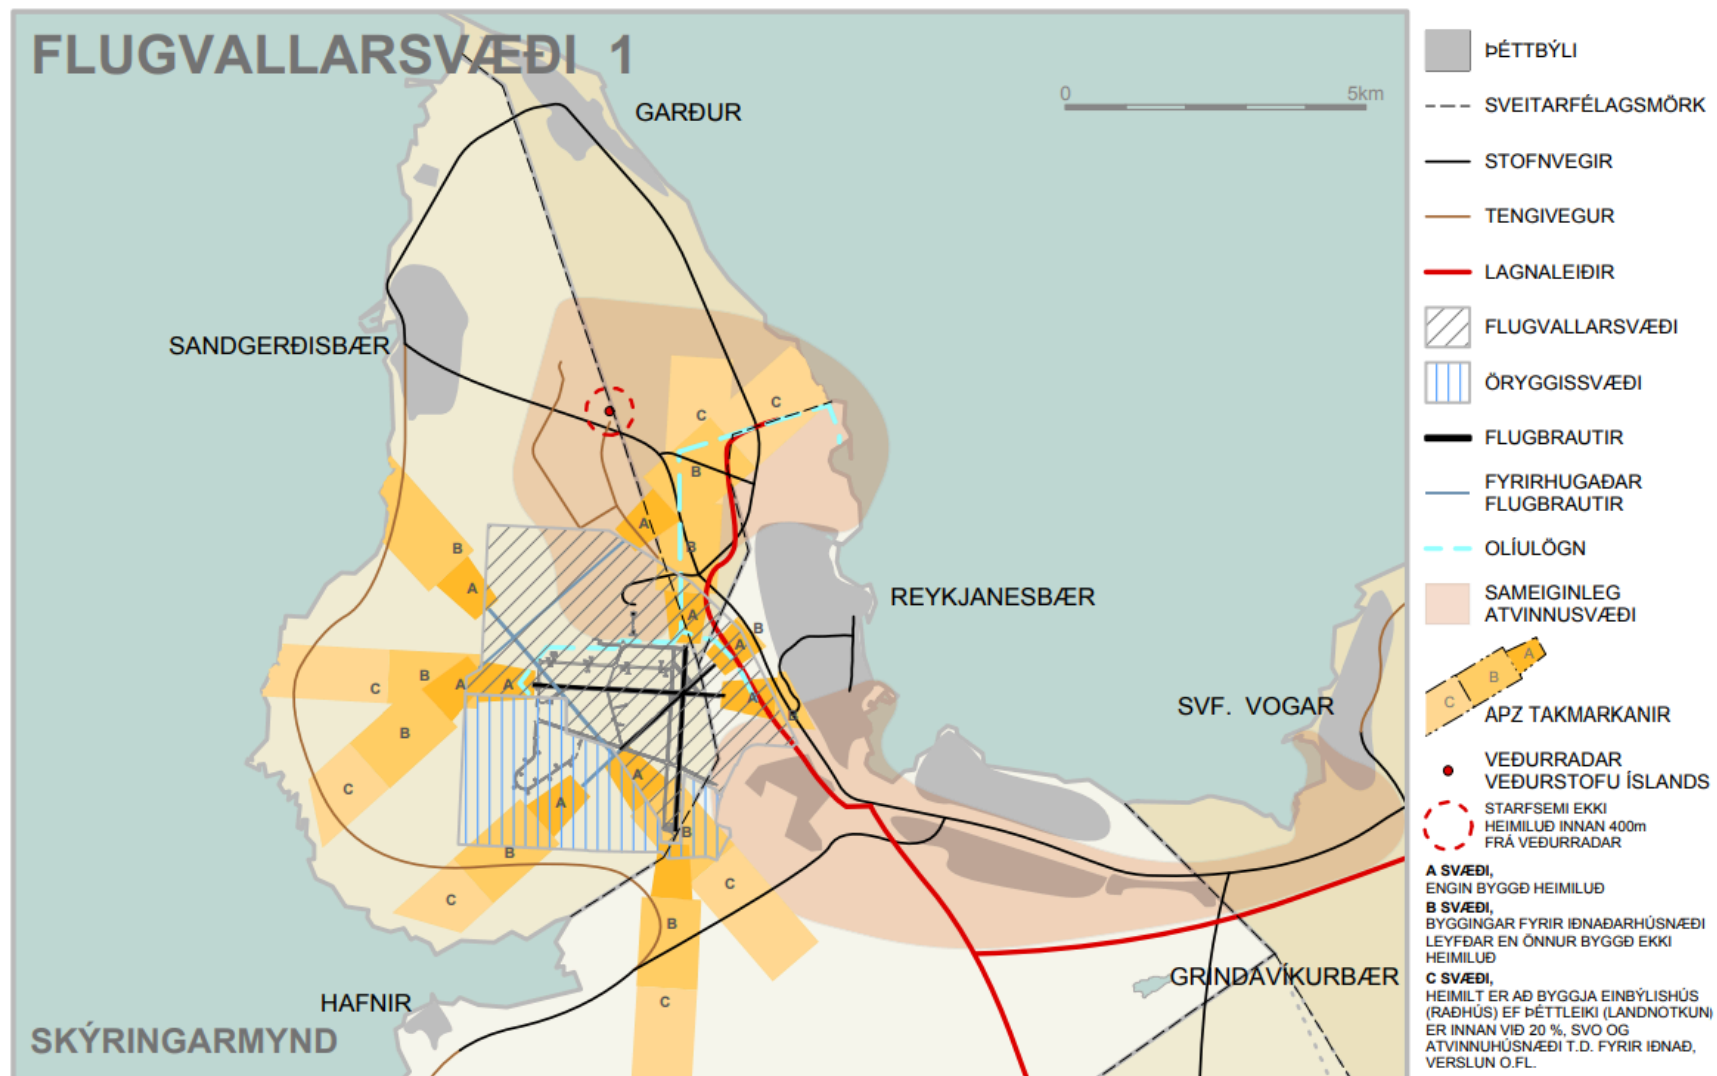 FLUGVALLARSVÆÐI 1
GARÐUR
0 5km
SANDGERÐISBÆR
C
C
B
A
B
B
A
A
B
A
REYKJANESBÆR
C
B
A
A
A
B
SVF. VOGAR
B
C
A
A
B
B
C
C
B
C
HAFNIR
GRINDAVÍKURBÆR
SKÝRINGARMYND
ÞÉTTBÝLI
SVEITARFÉLAGSMÖRK
STOFNVEGIR
TENGIVEGUR
LAGNALEIÐIR
FLUGVALLARSVÆÐI
ÖRYGGISSVÆÐI
FLUGBRAUTIR
FYRIRHUGAÐAR
FLUGBRAUTIR
OLÍULÖGN
SAMEIGINLEG
ATVINNUSVÆÐI
A
B
C
APZ TAKMARKANIR
VEÐURRADAR
VEÐURSTOFU ÍSLANDS
STARFSEMI EKKI
HEIMILUÐ INNAN 400m
FRÁ VEÐURRADAR
A SVÆÐI,
ENGIN BYGGÐ HEIMILUÐ
B SVÆÐI,
BYGGINGAR FYRIR IÐNAÐARHÚSNÆÐI
LEYFÐAR EN ÖNNUR BYGGÐ EKKI
HEIMILUÐ
C SVÆÐI,
HEIMILT ER AÐ BYGGJA EINBÝLISHÚS
(RAÐHÚS) EF ÞÉTTLEIKI (LANDNOTKUN)
ER INNAN VIÐ 20 %, SVO OG
ATVINNUHÚSNÆÐI T.D. FYRIR IÐNAÐ,
VERSLUN O.FL.